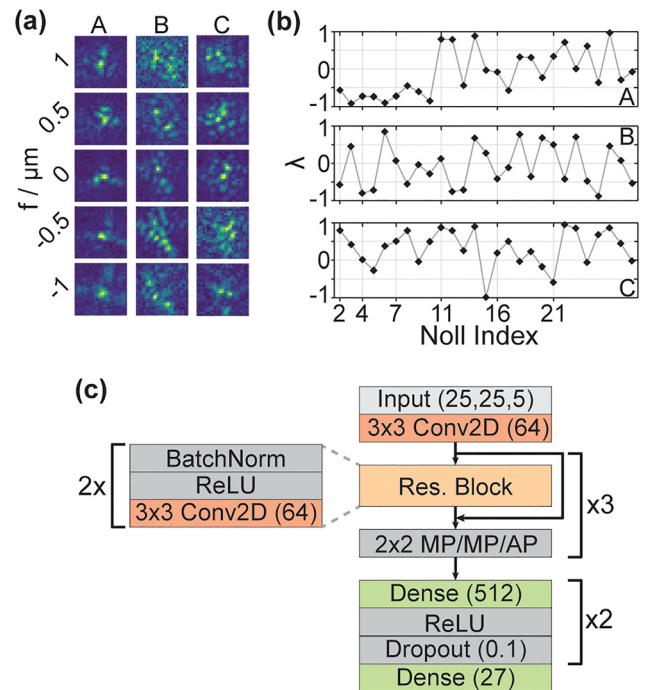 (a)
A B C
1
0.5
0
-0.5
-1
f / μm
(b)
1
0
-1
A
1
0
-1
B
1
0
-1
C
λ
2 4 7 11 16 21
Noll Index
(c)
Input (25,25,5)
3x3 Conv2D (64)
2x
BatchNorm
ReLU
3x3 Conv2D (64)
Res. Block
2x2 MP/MP/AP
x3
Dense (512)
ReLU
Dropout (0.1)
x2
Dense (27)